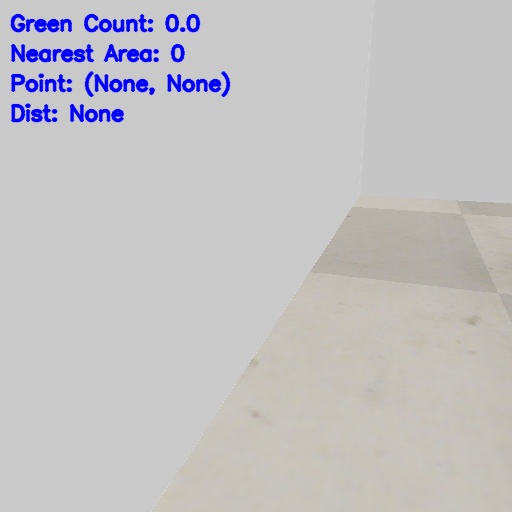 Green Count: 0.0
Nearest Area: 0
Point: (None, None)
Dist: None